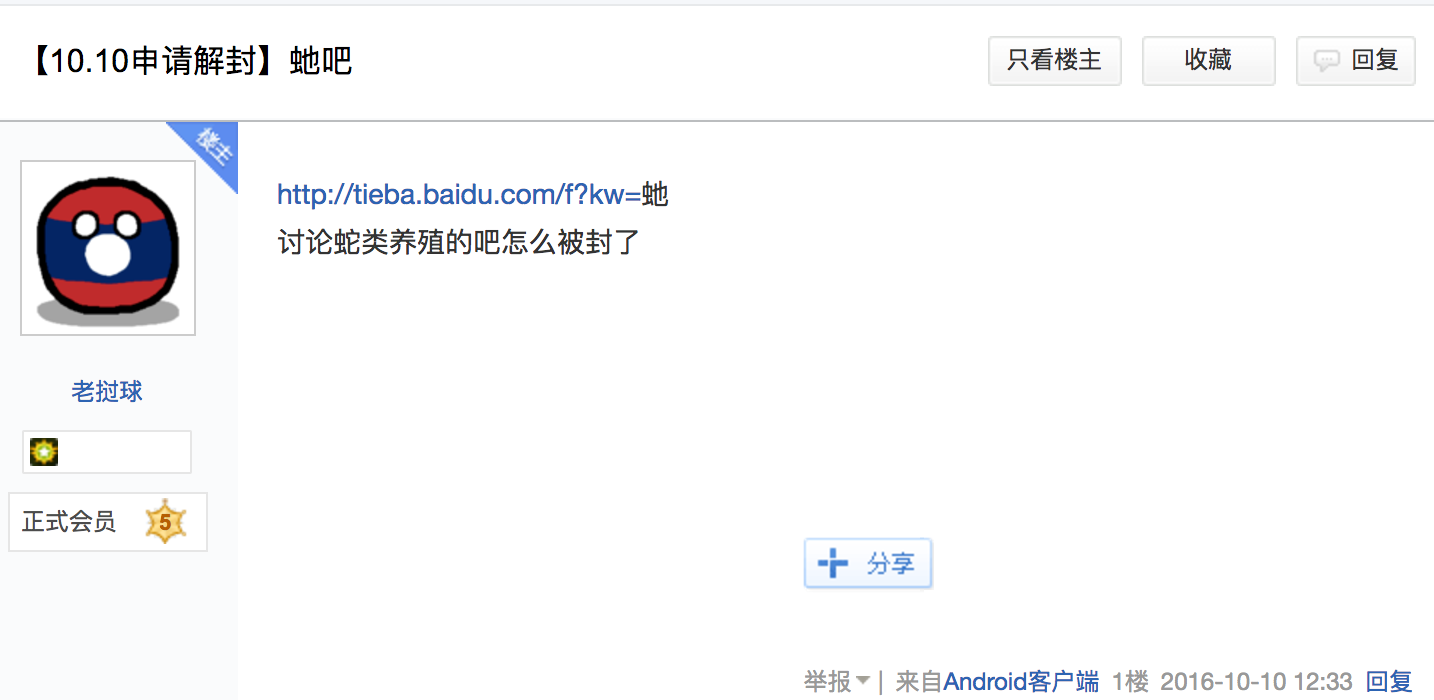 【10.10申请解封】虵吧
只看楼主
收藏
回复
楼主
http://tieba.baidu.com/f?kw=虵
讨论蛇类养殖的吧怎么被封了
老挝球
正式会员 5
分享
举报 | 来自Android客户端 1楼 2016-10-10 12:33 回复